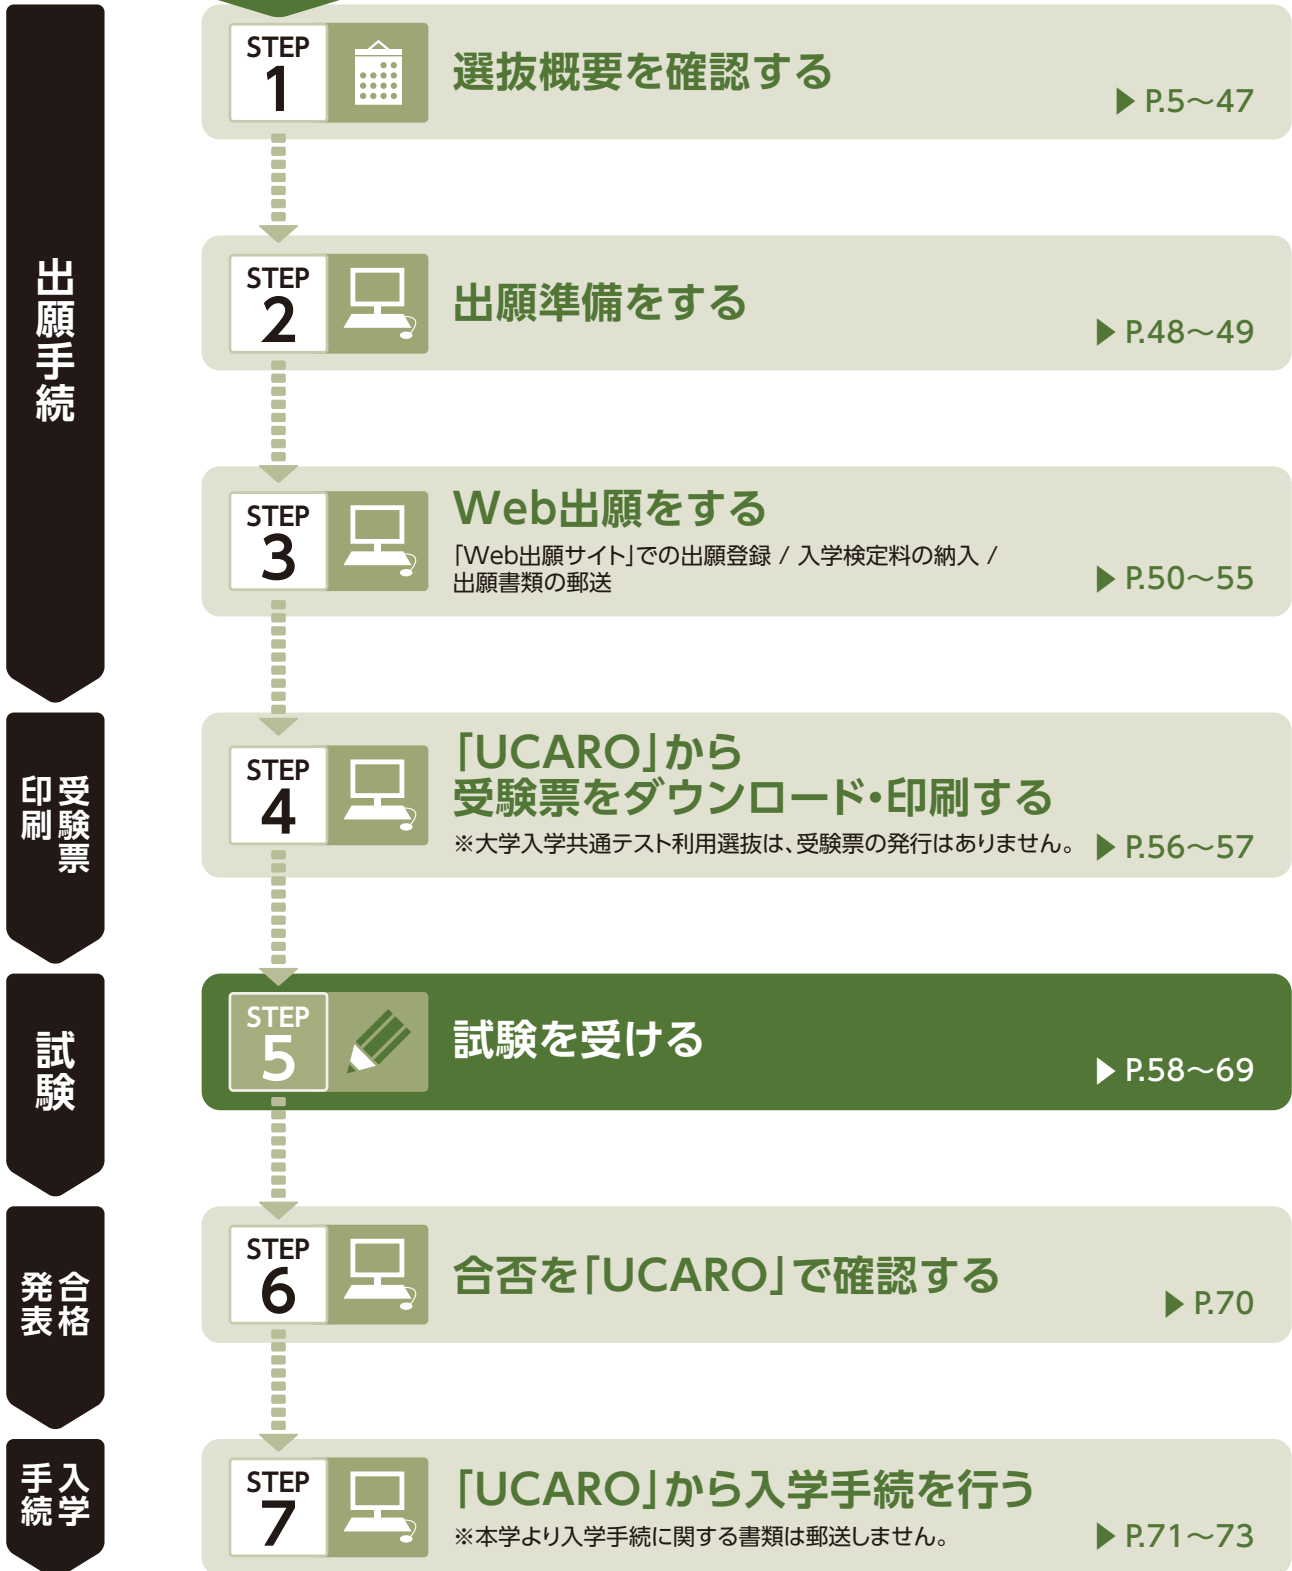 出願手続
STEP
1
選抜概要を確認する
▶ P.5〜47
STEP
2
出願準備をする
▶ P.48〜49
STEP
3
Web出願をする
「Web出願サイト」での出願登録 / 入学検定料の納入 /
出願書類の郵送
▶ P.50〜55
受験票
印刷
STEP
4
「UCARO」から
受験票をダウンロード・印刷する
※大学入学共通テスト利用選抜は、受験票の発行はありません。
▶ P.56〜57
試験
STEP
5
試験を受ける
▶ P.58〜69
合格
発表
STEP
6
合否を「UCARO」で確認する
▶ P.70
入学
手続
STEP
7
「UCARO」から入学手続を行う
※本学より入学手続に関する書類は郵送しません。
▶ P.71〜73